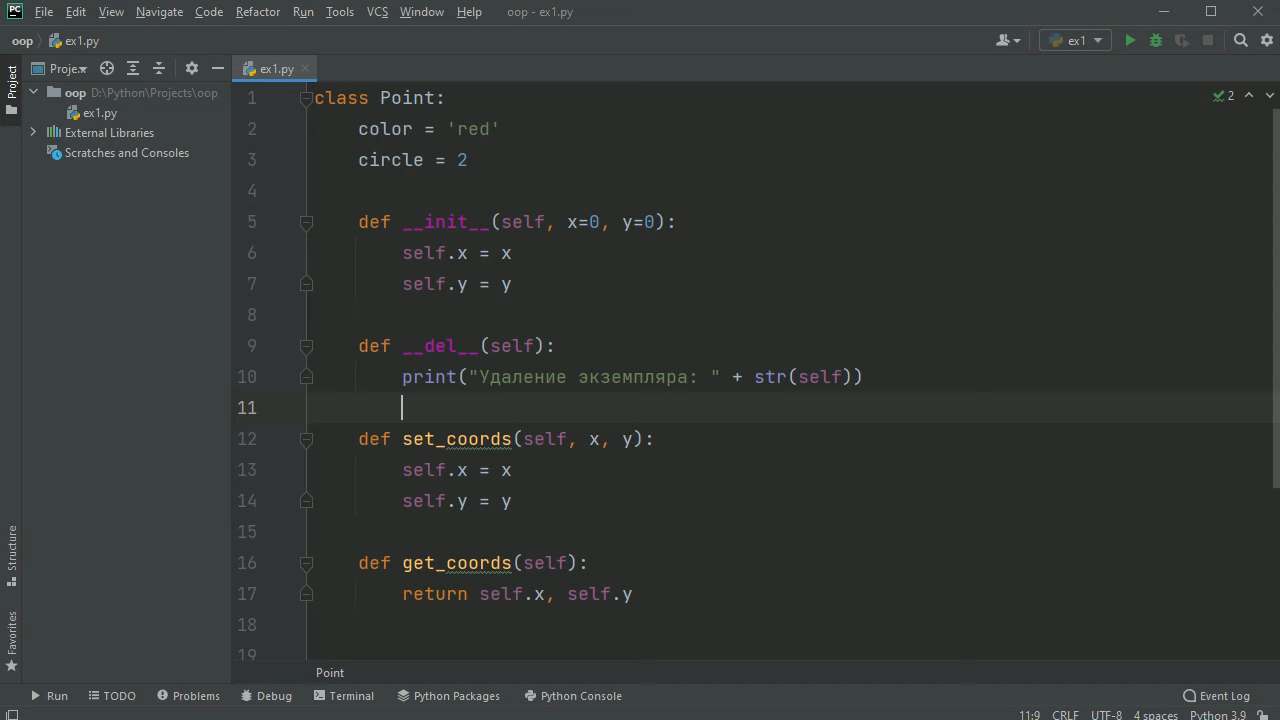 PC File Edit View Navigate Code Refactor Run Tools VCS Window Help oop - ex1.py
oop ex1.py ex1
Project Proje... ex1.py
oop D:\Python\Projects\oop
ex1.py
External Libraries
Scratches and Consoles
2
1 class Point:
2 color = 'red'
3 circle = 2
4
5 def __init__(self, x=0, y=0):
6 self.x = x
7 self.y = y
8
9 def __del__(self):
10 print("Удаление экземпляра: " + str(self))
11
12 def set_coords(self, x, y):
13 self.x = x
14 self.y = y
15
16 def get_coords(self):
17 return self.x, self.y
18
19
Structure
Favorites
Point
Run TODO Problems Debug Terminal Python Packages Python Console Event Log
11:9 CRLF UTF-8 4 spaces Python 3.9